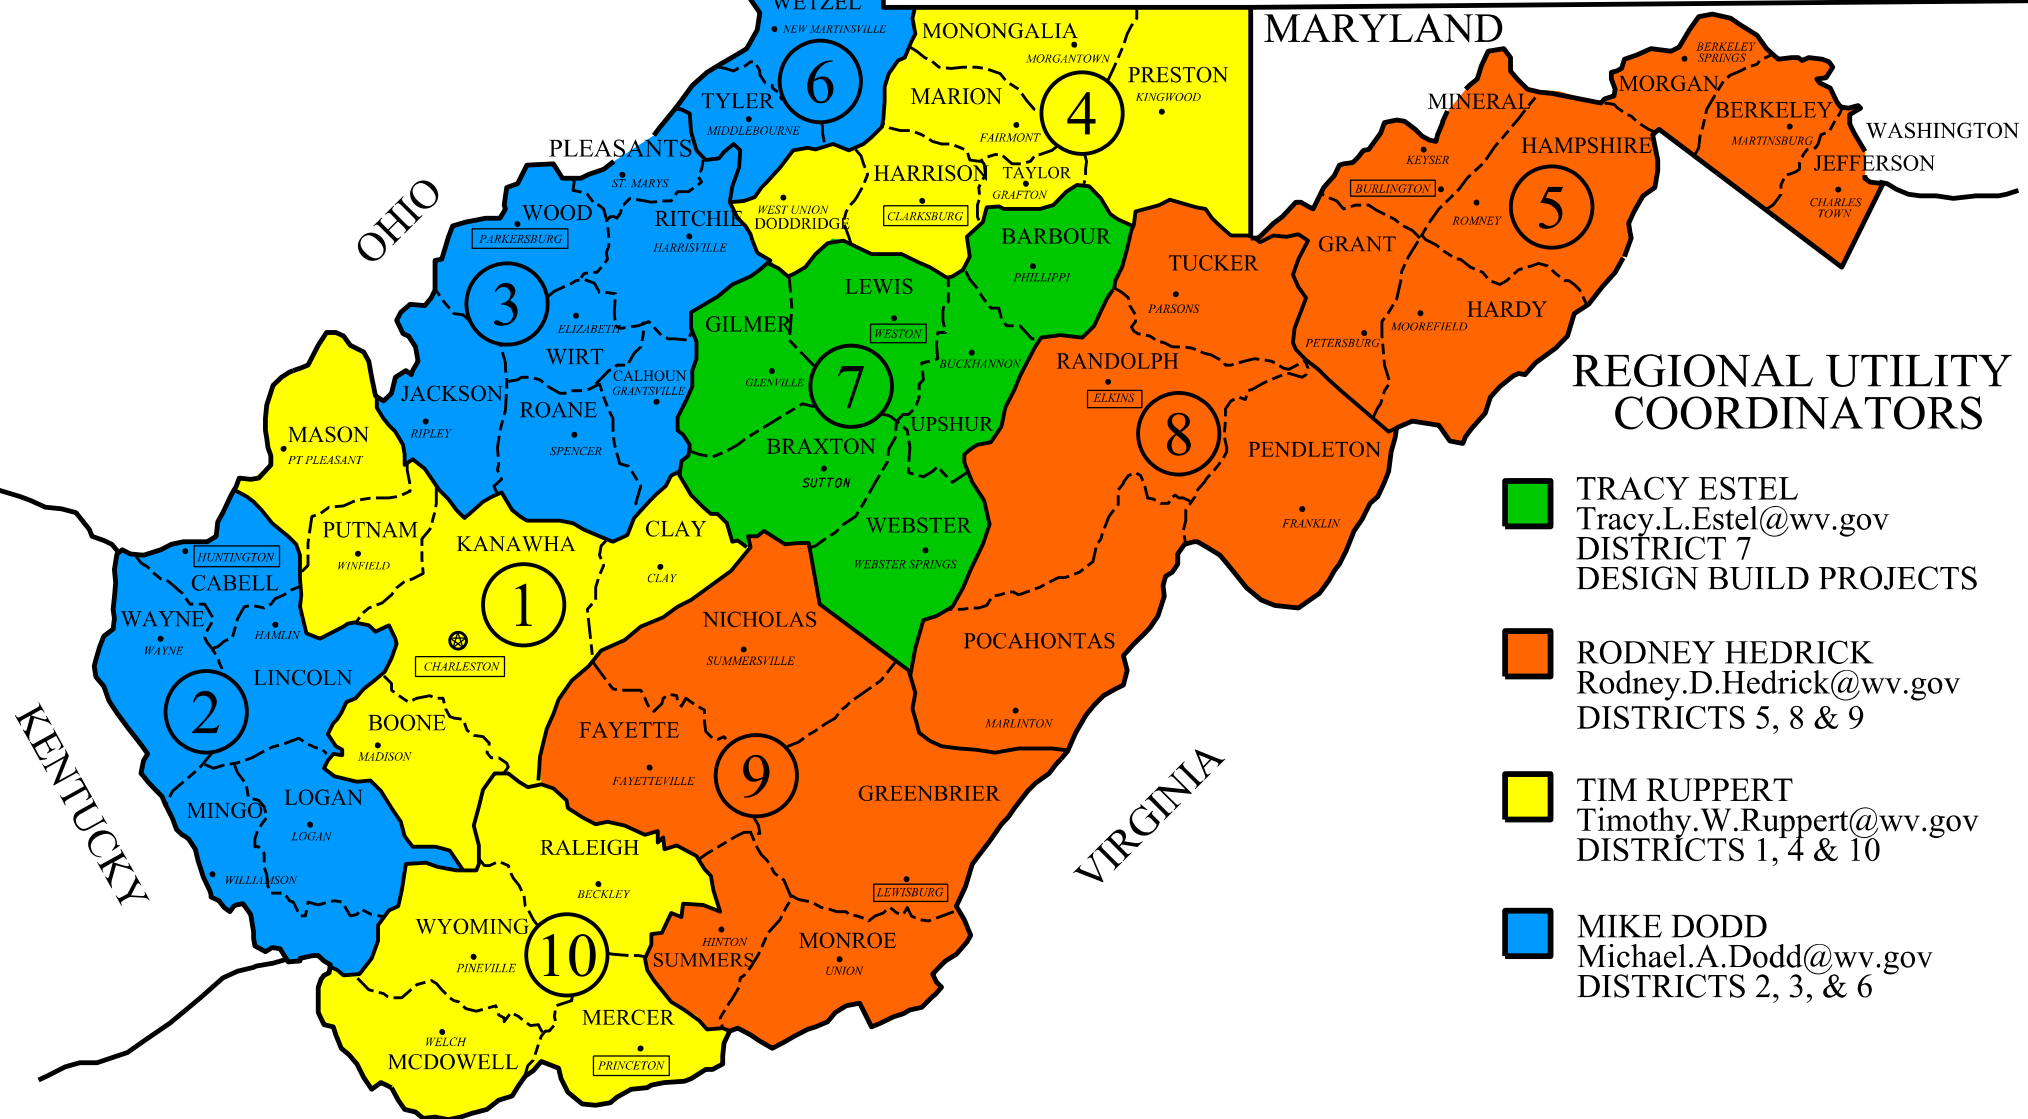 WETZEL
NEW MARTINSVILLE
6
TYLER
MIDDLEBOURNE
MONONGALIA
MORGANTOWN
MARION
FAIRMONT
4
PRESTON
KINGWOOD
MARYLAND
BERKELEY
SPRINGS
MORGAN
BERKELEY
MARTINSBURG
WASHINGTON
JEFFERSON
CHARLES
TOWN
MINERAL
KEYSER
HAMPSHIRE
BURLINGTON
ROMNEY
5
GRANT
PETERSBURG
MOOREFIELD
HARDY
PLEASANTS
ST. MARYS
OHIO
WOOD
PARKERSBURG
RITCHIE
HARRISVILLE
WEST UNION
DODDRIDGE
HARRISON
CLARKSBURG
TAYLOR
GRAFTON
BARBOUR
PHILLIPPI
TUCKER
PARSONS
3
ELIZABETH
WIRT
CALHOUN
GRANTSVILLE
JACKSON
RIPLEY
ROANE
SPENCER
GILMER
GLENVILLE
LEWIS
WESTON
7
BUCKHANNON
UPSHUR
BRAXTON
SUTTON
WEBSTER
WEBSTER SPRINGS
RANDOLPH
ELKINS
8
PENDLETON
FRANKLIN
POCAHONTAS
MARLINTON
MASON
PT PLEASANT
PUTNAM
WINFIELD
KANAWHA
1
CHARLESTON
CLAY
CLAY
HUNTINGTON
CABELL
WAYNE
WAYNE
HAMLIN
LINCOLN
2
BOONE
MADISON
MINGO
WILLIAMSON
LOGAN
LOGAN
KENTUCKY
NICHOLAS
SUMMERSVILLE
FAYETTE
FAYETTEVILLE
9
GREENBRIER
LEWISBURG
VIRGINIA
RALEIGH
BECKLEY
WYOMING
PINEVILLE
10
HINTON
SUMMERS
MONROE
UNION
MERCER
PRINCETON
WELCH
MCDOWELL
REGIONAL UTILITY
COORDINATORS
TRACY ESTEL
Tracy.L.Estel@wv.gov
DISTRICT 7
DESIGN BUILD PROJECTS
RODNEY HEDRICK
Rodney.D.Hedrick@wv.gov
DISTRICTS 5, 8 & 9
TIM RUPPERT
Timothy.W.Ruppert@wv.gov
DISTRICTS 1, 4 & 10
MIKE DODD
Michael.A.Dodd@wv.gov
DISTRICTS 2, 3, & 6